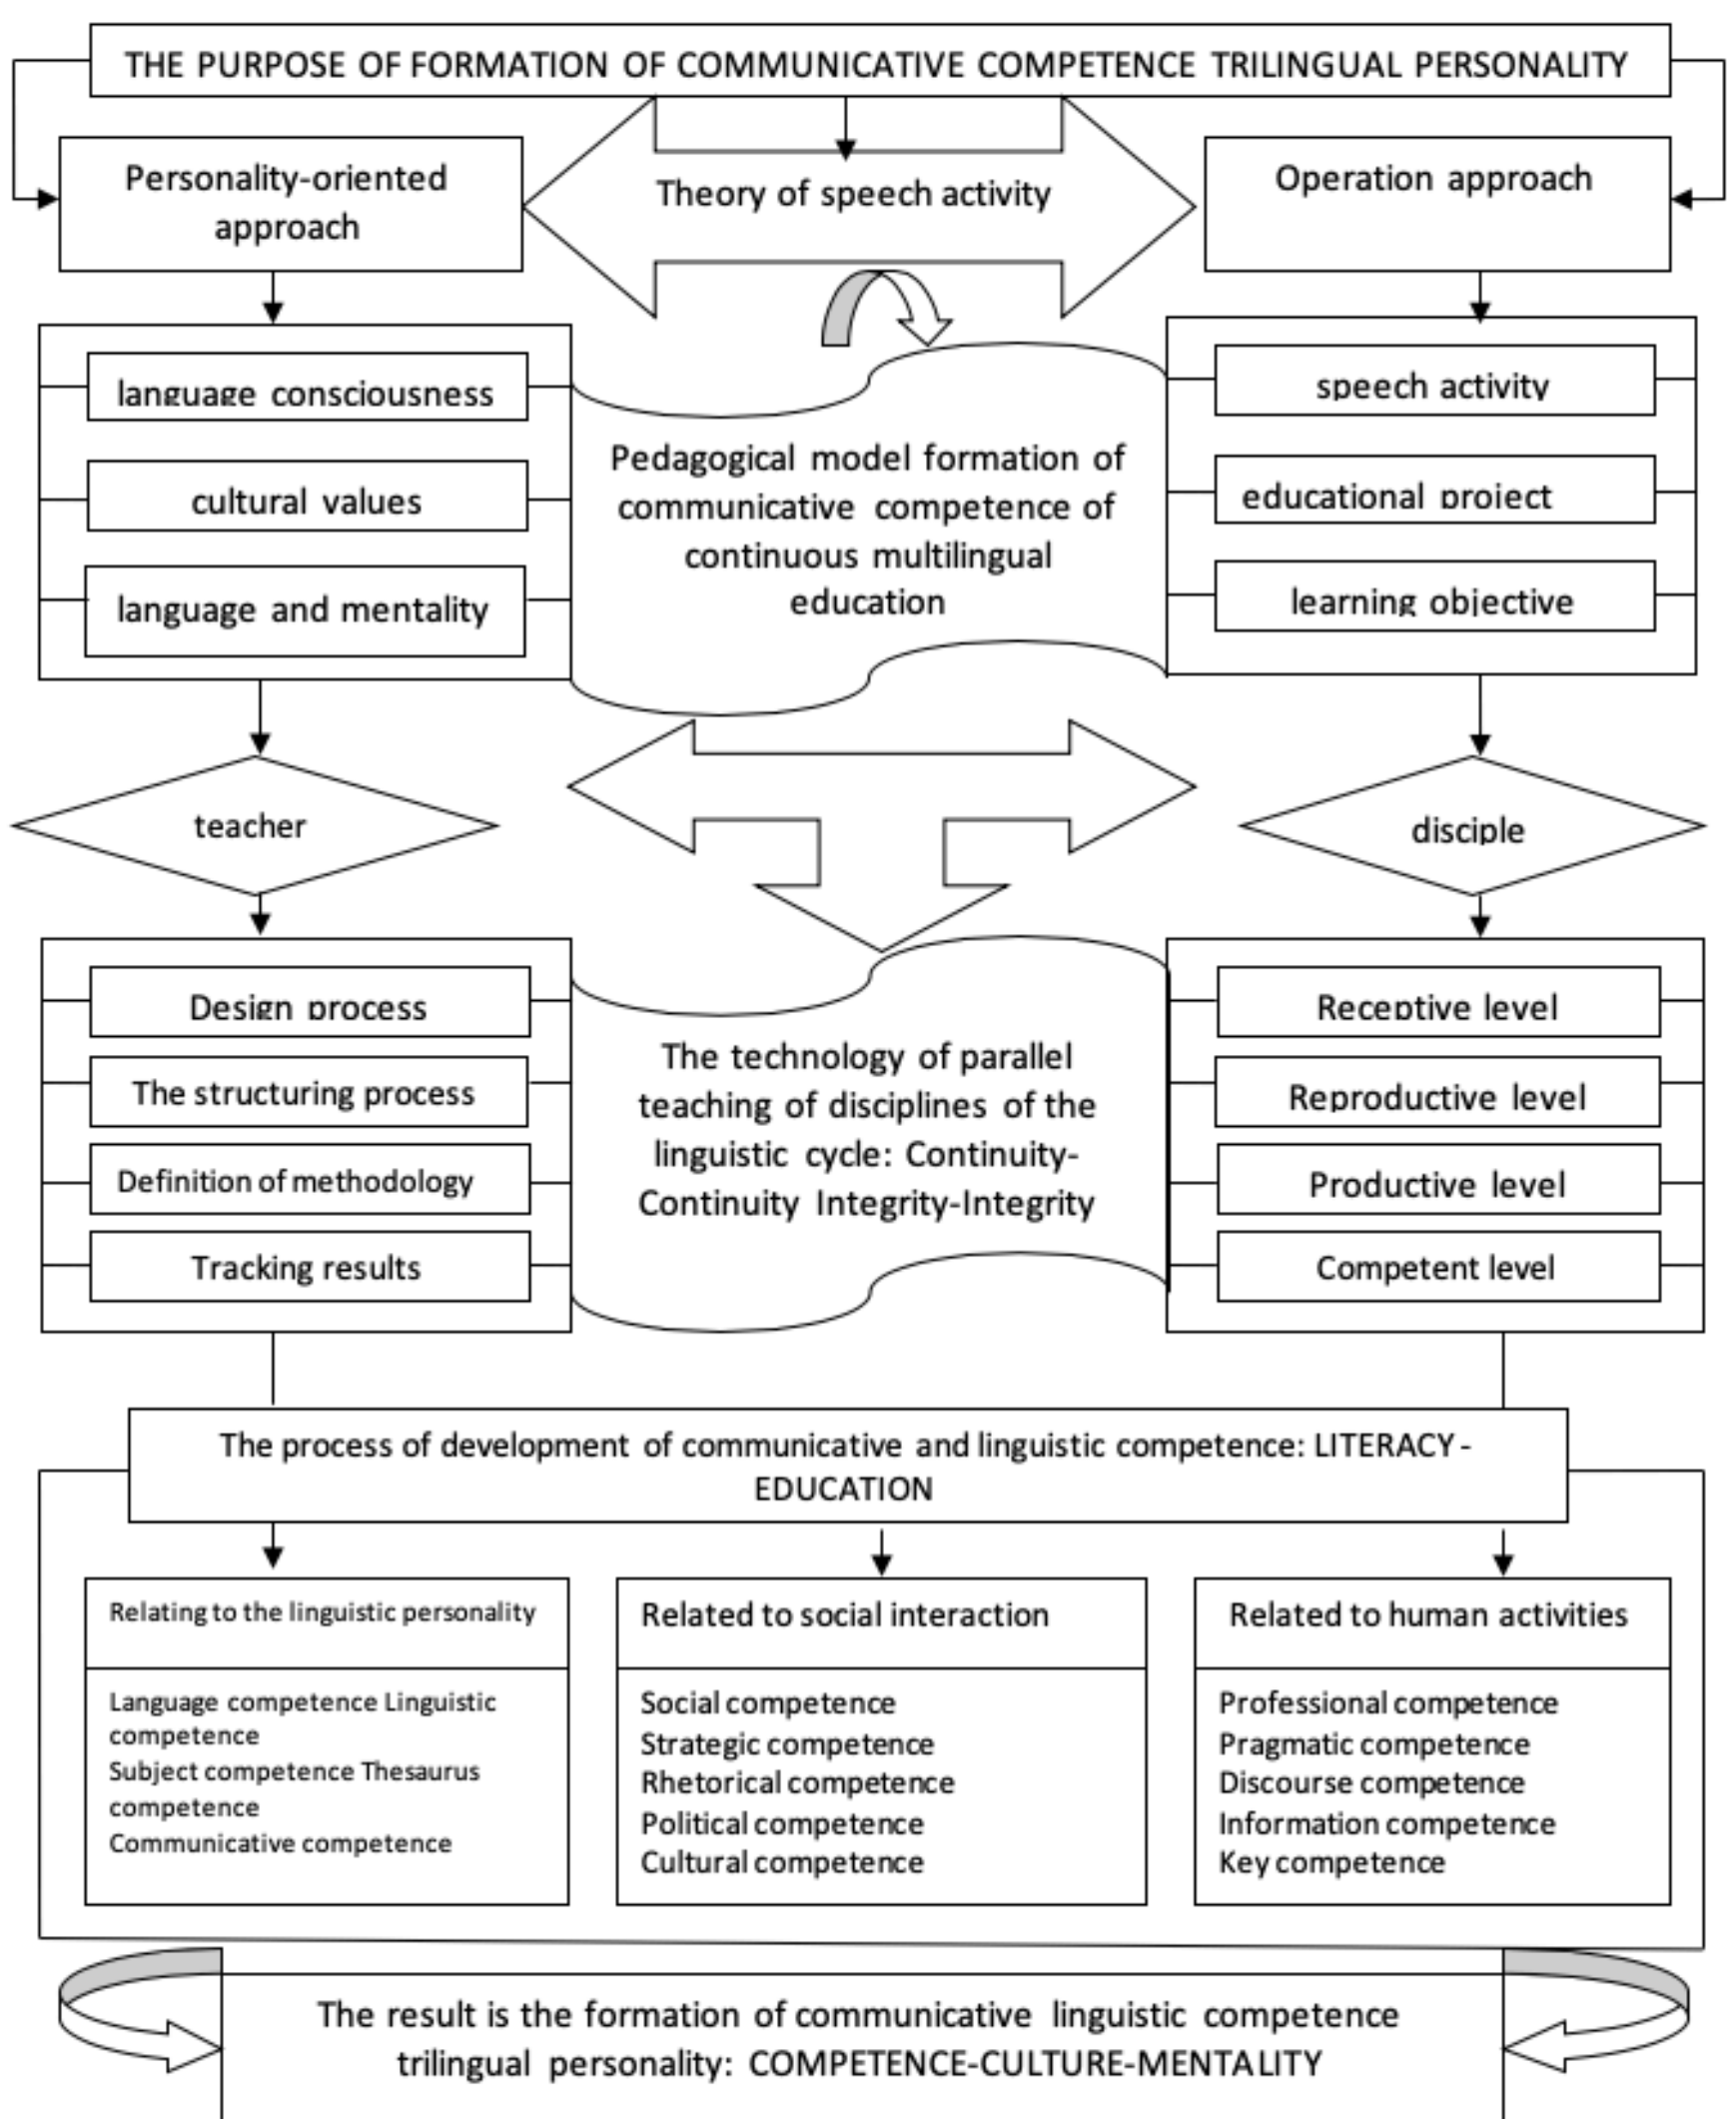 THE PURPOSE OF FORMATION OF COMMUNICATIVE COMPETENCE TRILINGUAL PERSONALITY
Personality-oriented
approach
Theory of speech activity
Operation approach
language consciousness
cultural values
language and mentality
Pedagogical model formation of
communicative competence of
continuous multilingual
education
speech activity
educational project
learning objective
teacher
disciple
Design process
The structuring process
Definition of methodology
Tracking results
The technology of parallel
teaching of disciplines of the
linguistic cycle: Continuity-
Continuity Integrity-Integrity
Receptive level
Reproductive level
Productive level
Competent level
The process of development of communicative and linguistic competence: LITERACY-
EDUCATION
Relating to the linguistic personality
Language competence Linguistic
competence
Subject competence Thesaurus
competence
Communicative competence
Related to social interaction
Social competence
Strategic competence
Rhetorical competence
Political competence
Cultural competence
Related to human activities
Professional competence
Pragmatic competence
Discourse competence
Information competence
Key competence
The result is the formation of communicative linguistic competence
trilingual personality: COMPETENCE-CULTURE-MENTALITY